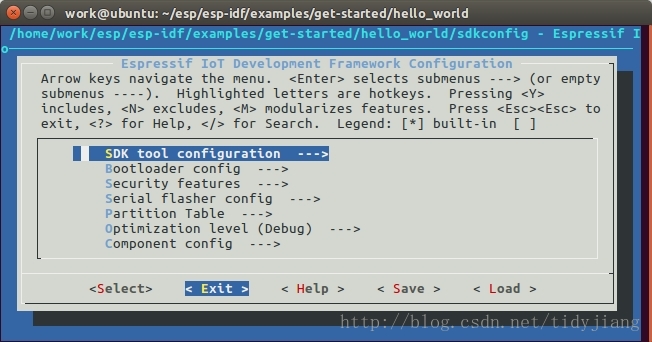 work@ubuntu: ~/esp/esp-idf/examples/get-started/hello_world
/home/work/esp/esp-idf/examples/get-started/hello_world/sdkconfig - Espressif I
o
Espressif IoT Development Framework Configuration
Arrow keys navigate the menu.  <Enter> selects submenus ---> (or empty
submenus ----).  Highlighted letters are hotkeys.  Pressing <Y>
includes, <N> excludes, <M> modularizes features.  Press <Esc><Esc> to
exit, <?> for Help, </> for Search.  Legend: [*] built-in  [ ]
SDK tool configuration  --->
Bootloader config  --->
Security features  --->
Serial flasher config  --->
Partition Table  --->
Optimization level (Debug)  --->
Component config  --->
<Select>    < Exit >    < Help >    < Save >    < Load >
http://blog.csdn.net/tidyjiang